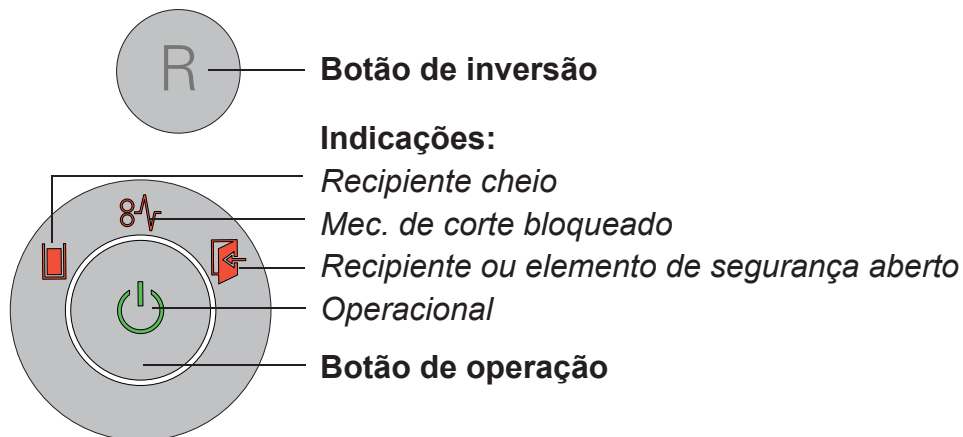 R
Botão de inversão
Indicações:
Recipiente cheio
Mec. de corte bloqueado
Recipiente ou elemento de segurança aberto
Operacional
Botão de operação